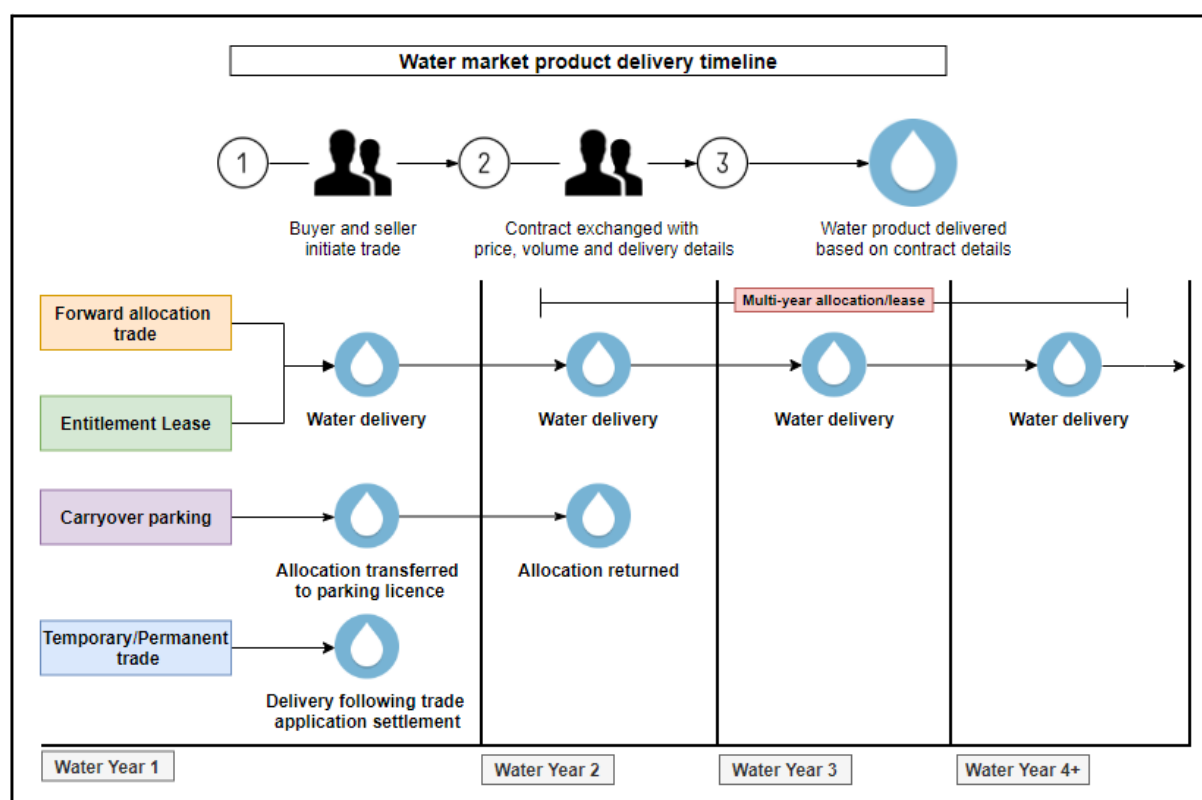 Water market product delivery timeline
1
2
3
Buyer and seller
initiate trade
Contract exchanged with
price, volume and delivery details
Water product delivered
based on contract details
Multi-year allocation/lease
Forward allocation
trade
Entitlement Lease
Water delivery
Water delivery
Water delivery
Water delivery
Carryover parking
Allocation transferred
to parking licence
Allocation returned
Temporary/Permanent
trade
Delivery following trade
application settlement
Water Year 1
Water Year 2
Water Year 3
Water Year 4+